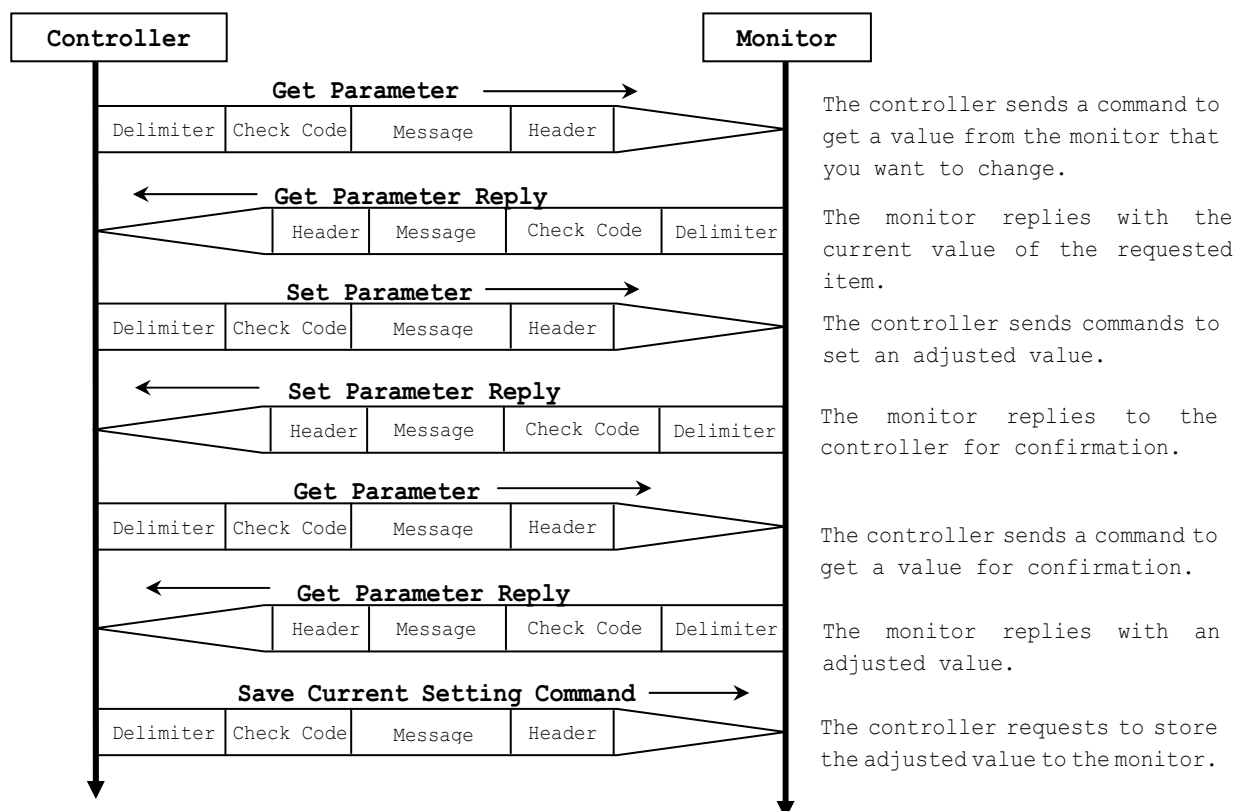 Controller
Monitor
Get Parameter
Delimiter Check Code Message Header
The controller sends a command to
get a value from the monitor that
you want to change.
Get Parameter Reply
Header Message Check Code Delimiter
The monitor replies with the
current value of the requested
item.
Set Parameter
Delimiter Check Code Message Header
The controller sends commands to
set an adjusted value.
Set Parameter Reply
Header Message Check Code Delimiter
The monitor replies to the
controller for confirmation.
Get Parameter
Delimiter Check Code Message Header
The controller sends a command to
get a value for confirmation.
Get Parameter Reply
Header Message Check Code Delimiter
The monitor replies with an
adjusted value.
Save Current Setting Command
Delimiter Check Code Message Header
The controller requests to store
the adjusted value to the monitor.